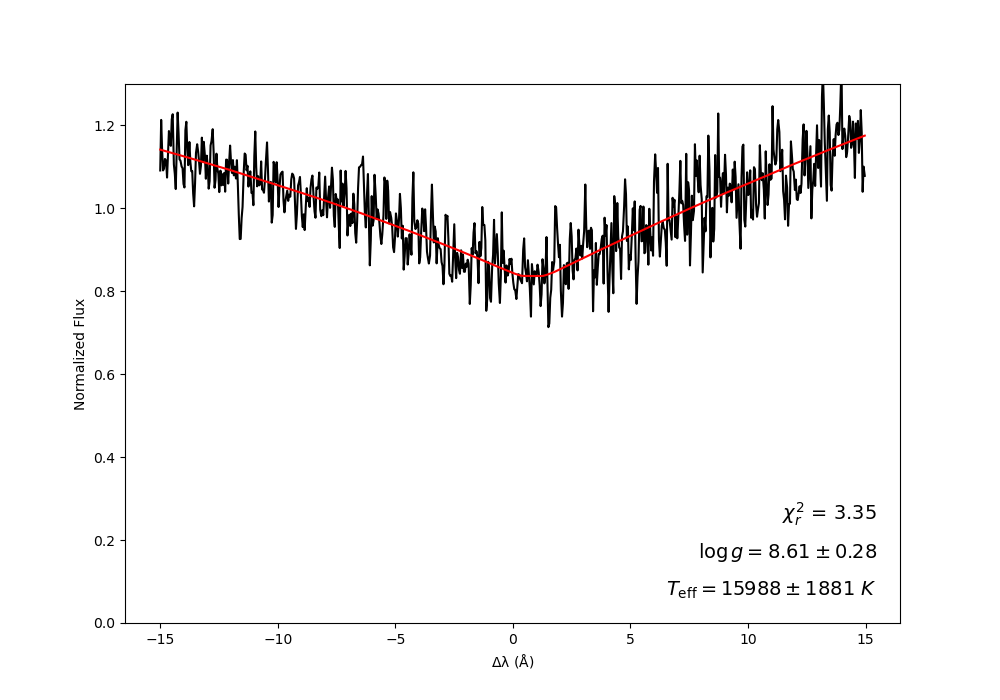 1.2
1.0
0.8
0.6
0.4
0.2
0.0
Normalized Flux
χ²ᵣ = 3.35
log g = 8.61 ± 0.28
T_eff = 15988 ± 1881 K
−15 −10 −5 0 5 10 15
Δλ (Å)